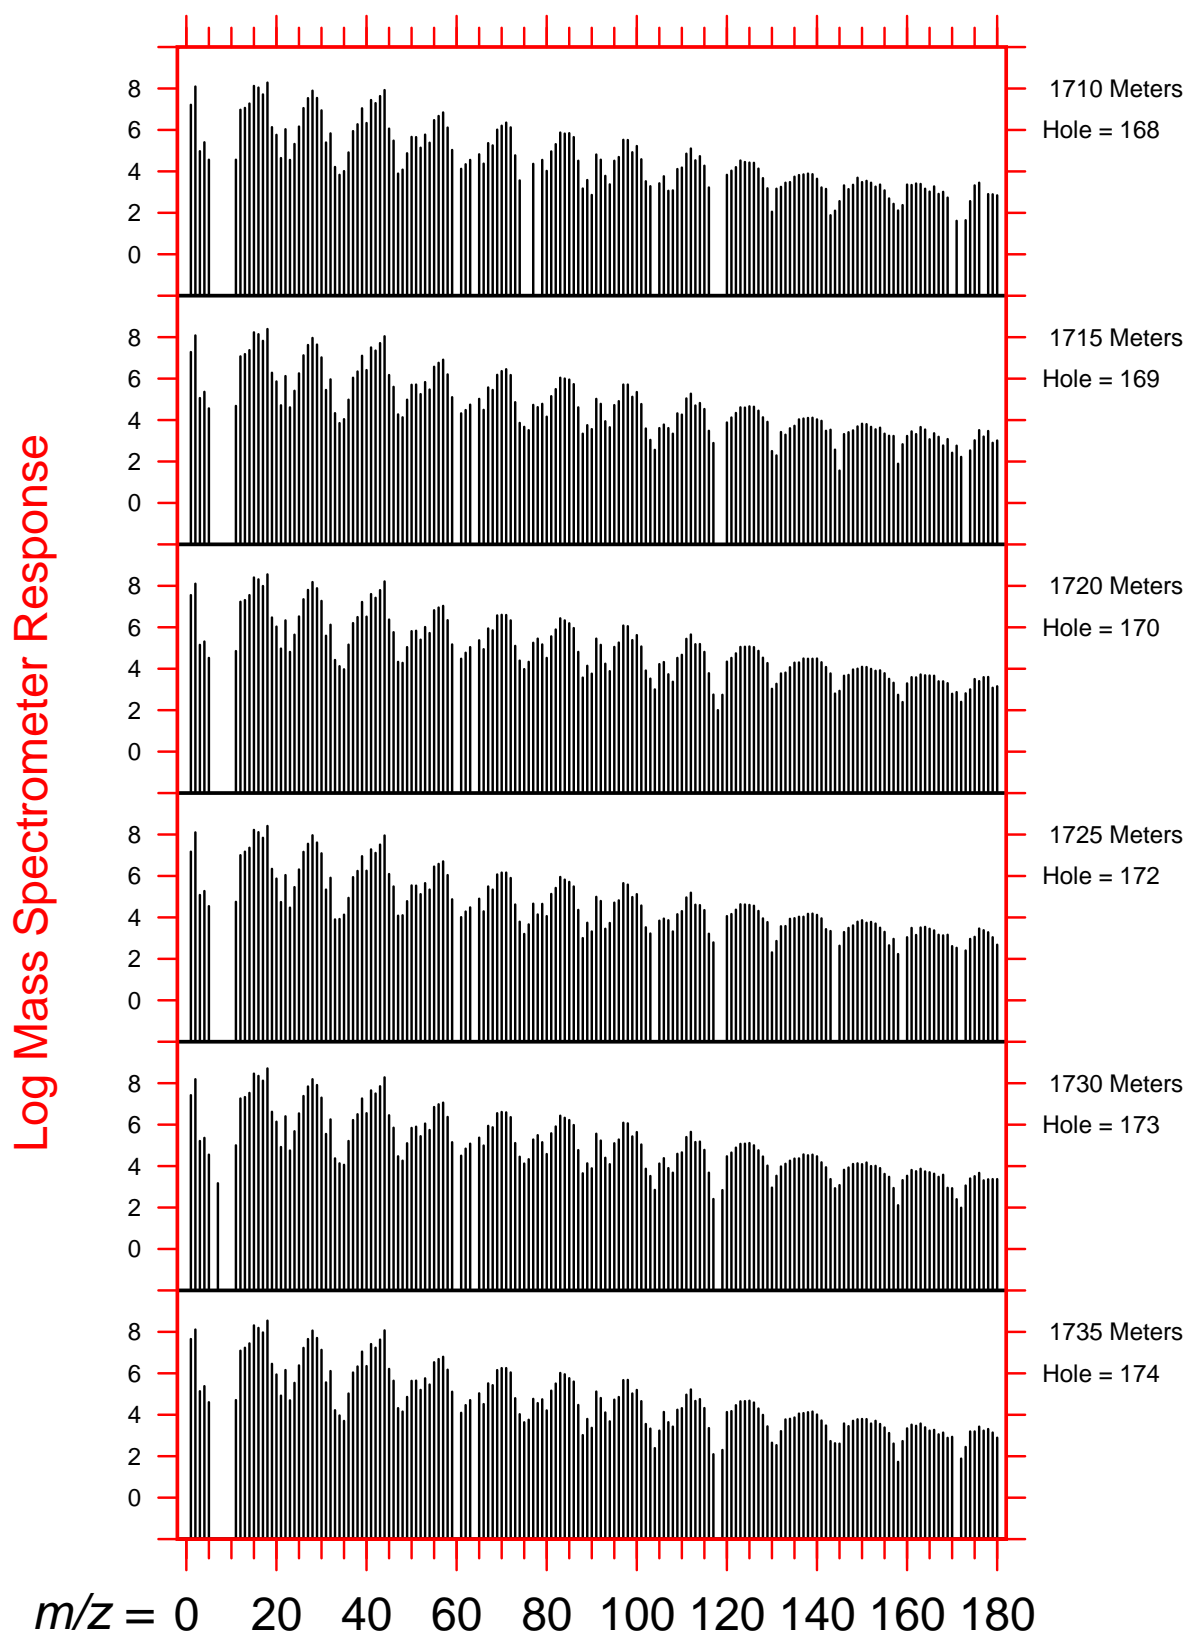 Log Mass Spectrometer Response
8
6
4
2
0
1710 Meters
Hole = 168
8
6
4
2
0
1715 Meters
Hole = 169
8
6
4
2
0
1720 Meters
Hole = 170
8
6
4
2
0
1725 Meters
Hole = 172
8
6
4
2
0
1730 Meters
Hole = 173
8
6
4
2
0
1735 Meters
Hole = 174
m/z = 0 20 40 60 80 100 120 140 160 180